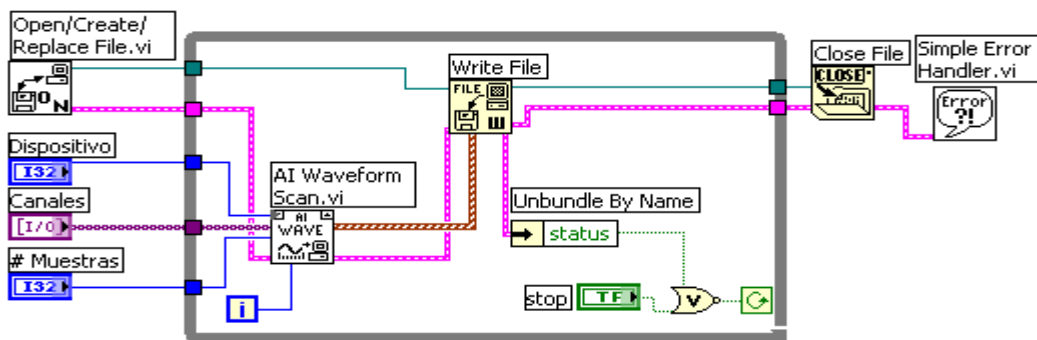 Open/Create/
Replace File.vi
O
N
Dispositivo
I32
Canales
[I/O]
# Muestras
I32
AI Waveform
Scan.vi
AI
WAVE
i
Write File
FILE
W
Unbundle By Name
status
stop
TF
V
Close File
CLOSE
Simple Error
Handler.vi
Error
?!